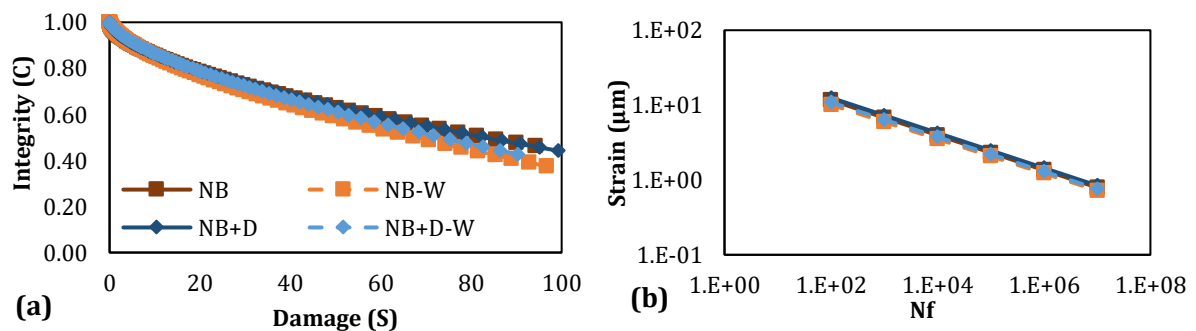 1.00
0.80
0.60
0.40
0.20
0.00
Integrity (C)
NB
NB-W
NB+D
NB+D-W
0 20 40 60 80 100
Damage (S)
(a)
1.E+02
1.E+01
1.E+00
1.E-01
Strain (μm)
1.E+00 1.E+02 1.E+04 1.E+06 1.E+08
Nf
(b)